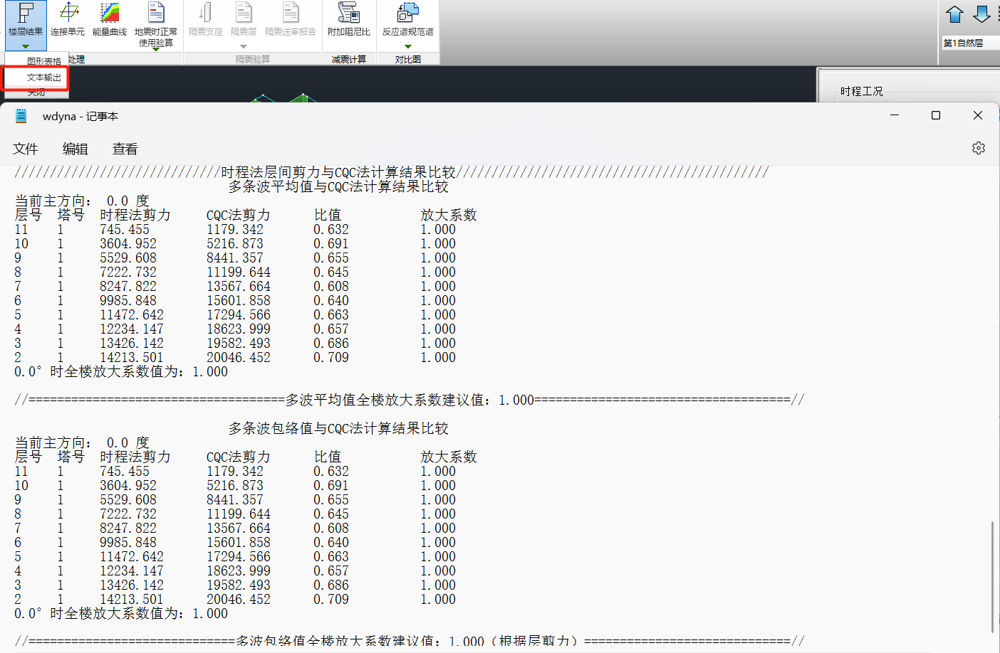 楼层结果 连接单元 能量曲线 地震时正常使用验算 隔震支座 隔震层 隔震送审报告 附加阻尼比 反应谱规范谱
第1自然层
图形表格 处理 隔震验算 减震计算 对比图
文本输出
关闭
时程工况
wdyna - 记事本
文件 编辑 查看
////////////////////////////时程法层间剪力与CQC法计算结果比较////////////////////////////////////////////
多条波平均值与CQC法计算结果比较
当前主方向： 0.0 度
层号 塔号 时程法剪力 CQC法剪力 比值 放大系数
11 1 745.455 1179.342 0.632 1.000
10 1 3604.952 5216.873 0.691 1.000
9 1 5529.608 8441.357 0.655 1.000
8 1 7222.732 11199.644 0.645 1.000
7 1 8247.822 13567.664 0.608 1.000
6 1 9985.848 15601.858 0.640 1.000
5 1 11472.642 17294.566 0.663 1.000
4 1 12234.147 18623.999 0.657 1.000
3 1 13426.142 19582.493 0.686 1.000
2 1 14213.501 20046.452 0.709 1.000
0.0° 时全楼放大系数值为：1.000
//====================================多波平均值全楼放大系数建议值：1.000====================================//
多条波包络值与CQC法计算结果比较
当前主方向： 0.0 度
层号 塔号 时程法剪力 CQC法剪力 比值 放大系数
11 1 745.455 1179.342 0.632 1.000
10 1 3604.952 5216.873 0.691 1.000
9 1 5529.608 8441.357 0.655 1.000
8 1 7222.732 11199.644 0.645 1.000
7 1 8247.822 13567.664 0.608 1.000
6 1 9985.848 15601.858 0.640 1.000
5 1 11472.642 17294.566 0.663 1.000
4 1 12234.147 18623.999 0.657 1.000
3 1 13426.142 19582.493 0.686 1.000
2 1 14213.501 20046.452 0.709 1.000
0.0° 时全楼放大系数值为：1.000
//=============================多波包络值全楼放大系数建议值：1.000（根据层剪力）=============================//